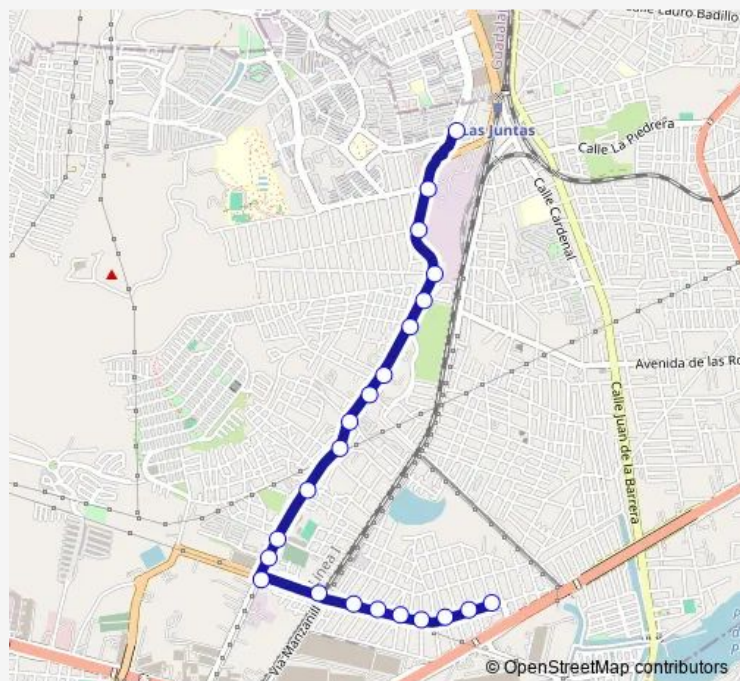 Calle Lauro Badillo
Guadalaj
Las Juntas
Calle La Piedrera
Calle Cardenal
Avenida de las Ro
Calle Juan de la Barrera
Línea I
Vía Manzanill
© OpenStreetMap contributors